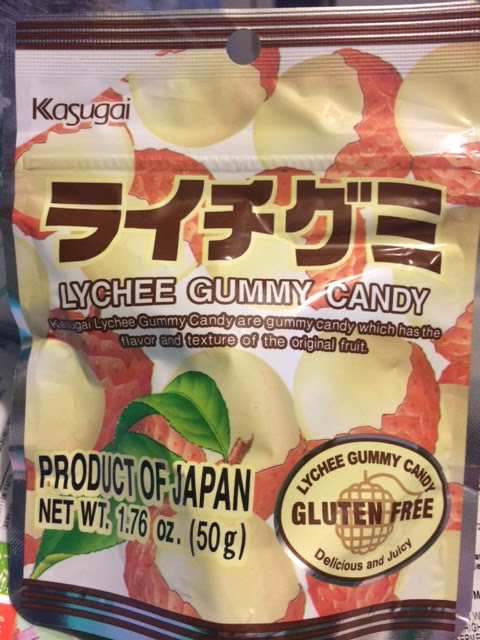 Kasugai
ライチグミ
LYCHEE GUMMY CANDY
Kasugai Lychee Gummy Candy are gummy candy which has the
flavor and texture of the original fruit.
PRODUCT OF JAPAN
NET WT. 1.76 oz. (50g)
LYCHEE GUMMY CANDY
GLUTEN FREE
Delicious and Juicy